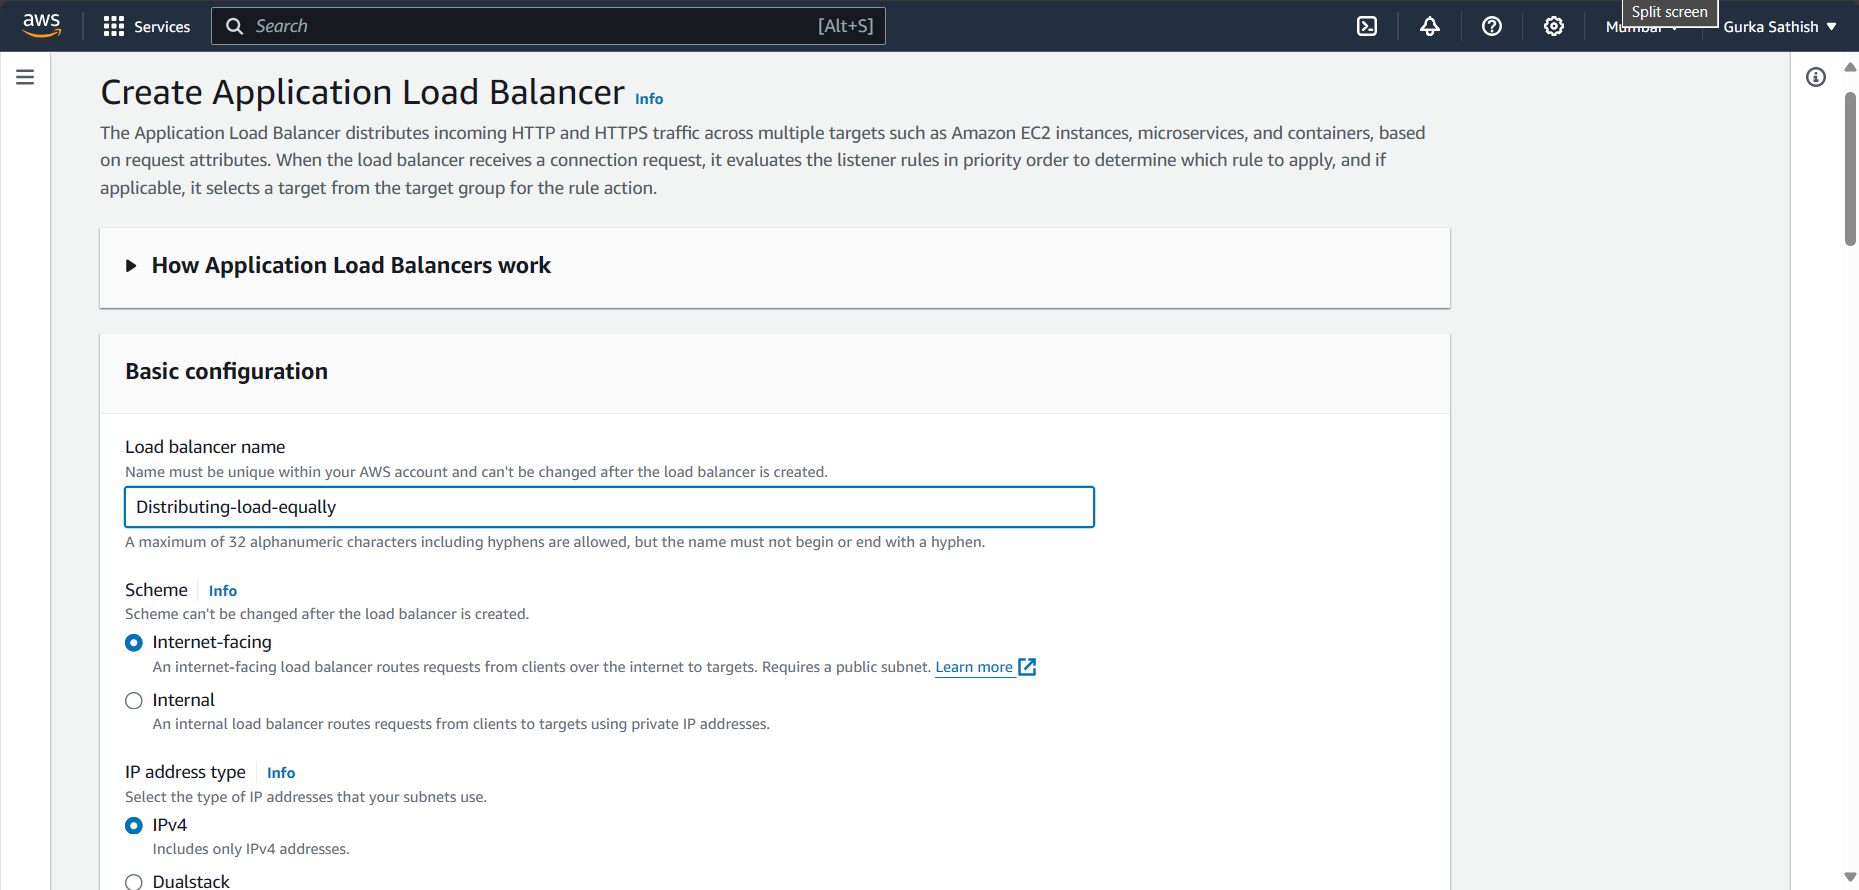 aws
Services
Search
[Alt+S]
Split screen
Mumbai
Gurka Sathish
Create Application Load Balancer Info
The Application Load Balancer distributes incoming HTTP and HTTPS traffic across multiple targets such as Amazon EC2 instances, microservices, and containers, based
on request attributes. When the load balancer receives a connection request, it evaluates the listener rules in priority order to determine which rule to apply, and if
applicable, it selects a target from the target group for the rule action.
How Application Load Balancers work
Basic configuration
Load balancer name
Name must be unique within your AWS account and can't be changed after the load balancer is created.
Distributing-load-equally
A maximum of 32 alphanumeric characters including hyphens are allowed, but the name must not begin or end with a hyphen.
Scheme Info
Scheme can't be changed after the load balancer is created.
Internet-facing
An internet-facing load balancer routes requests from clients over the internet to targets. Requires a public subnet. Learn more
Internal
An internal load balancer routes requests from clients to targets using private IP addresses.
IP address type Info
Select the type of IP addresses that your subnets use.
IPv4
Includes only IPv4 addresses.
Dualstack